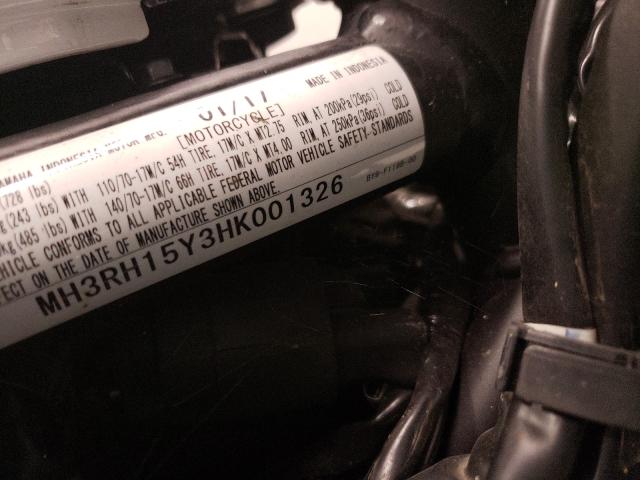 01/17
MADE IN INDONESIA
YAMAHA INDONESIA MOTOR MFG. [MOTORCYCLE]
(728 lbs)
(243 lbs) WITH 110/70-17M/C 54H TIRE, 17M/C X MT2.75 RIM, AT 200kPa(29psi) COLD
kg(485 lbs) WITH 140/70-17M/C 66H TIRE, 17M/C X MT4.00 RIM, AT 250kPa(36psi) COLD
VEHICLE CONFORMS TO ALL APPLICABLE FEDERAL MOTOR VEHICLE SAFETY-STANDARDS
EFFECT ON THE DATE OF MANUFACTURE SHOWN ABOVE.
MH3RH15Y3HK001326